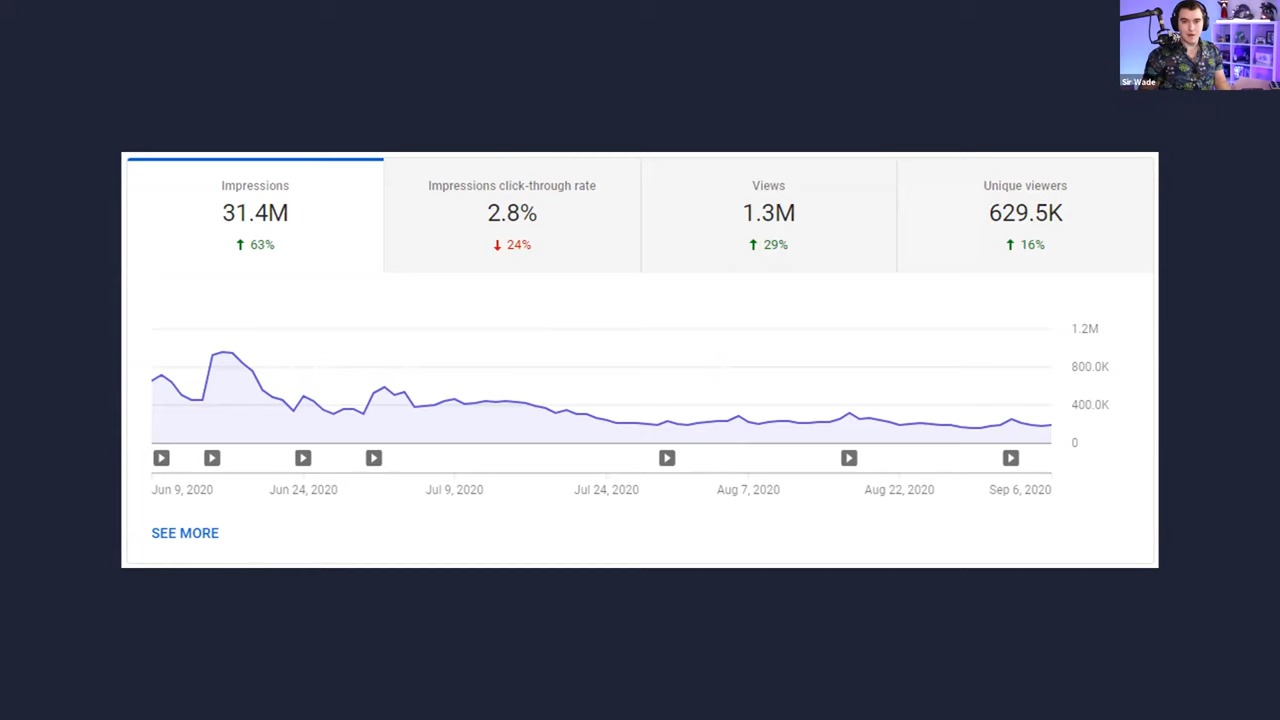 Sir Wade
Impressions
31.4M
63%
Impressions click-through rate
2.8%
24%
Views
1.3M
29%
Unique viewers
629.5K
16%
1.2M
800.0K
400.0K
0
Jun 9, 2020
Jun 24, 2020
Jul 9, 2020
Jul 24, 2020
Aug 7, 2020
Aug 22, 2020
Sep 6, 2020
SEE MORE